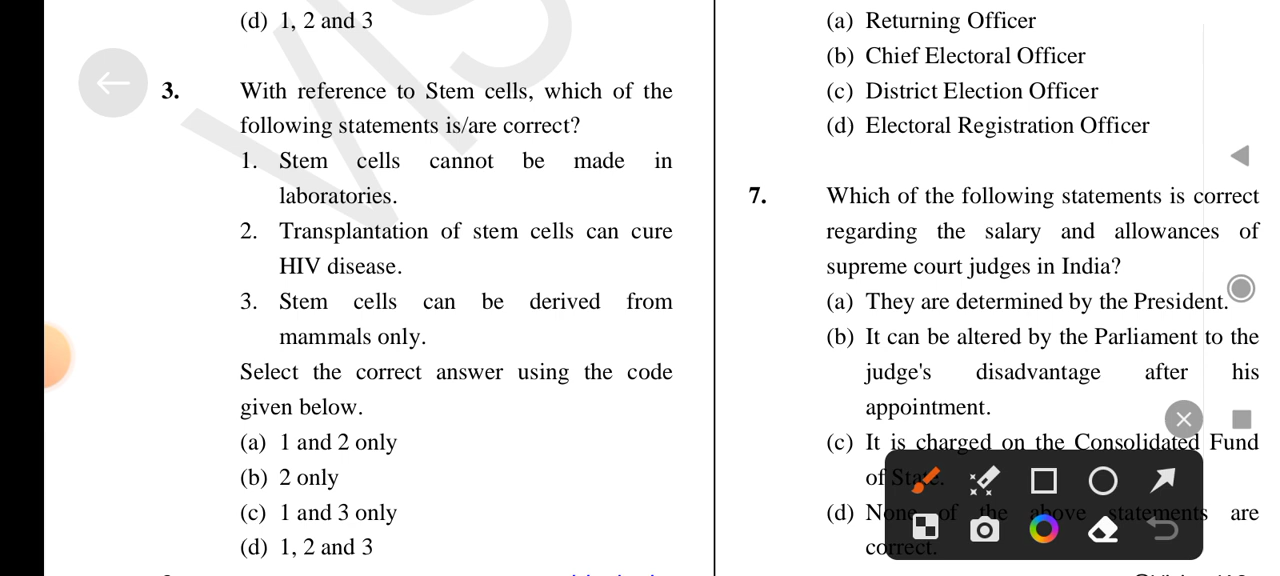 (d) 1, 2 and 3
3. With reference to Stem cells, which of the
following statements is/are correct?
1. Stem cells cannot be made in
laboratories.
2. Transplantation of stem cells can cure
HIV disease.
3. Stem cells can be derived from
mammals only.
Select the correct answer using the code
given below.
(a) 1 and 2 only
(b) 2 only
(c) 1 and 3 only
(d) 1, 2 and 3
(a) Returning Officer
(b) Chief Electoral Officer
(c) District Election Officer
(d) Electoral Registration Officer
7. Which of the following statements is correct
regarding the salary and allowances of
supreme court judges in India?
(a) They are determined by the President.
(b) It can be altered by the Parliament to the
judge's disadvantage after his
appointment.
(c) It is charged on the Consolidated Fund
of State.
(d) None of the above statements are
correct.